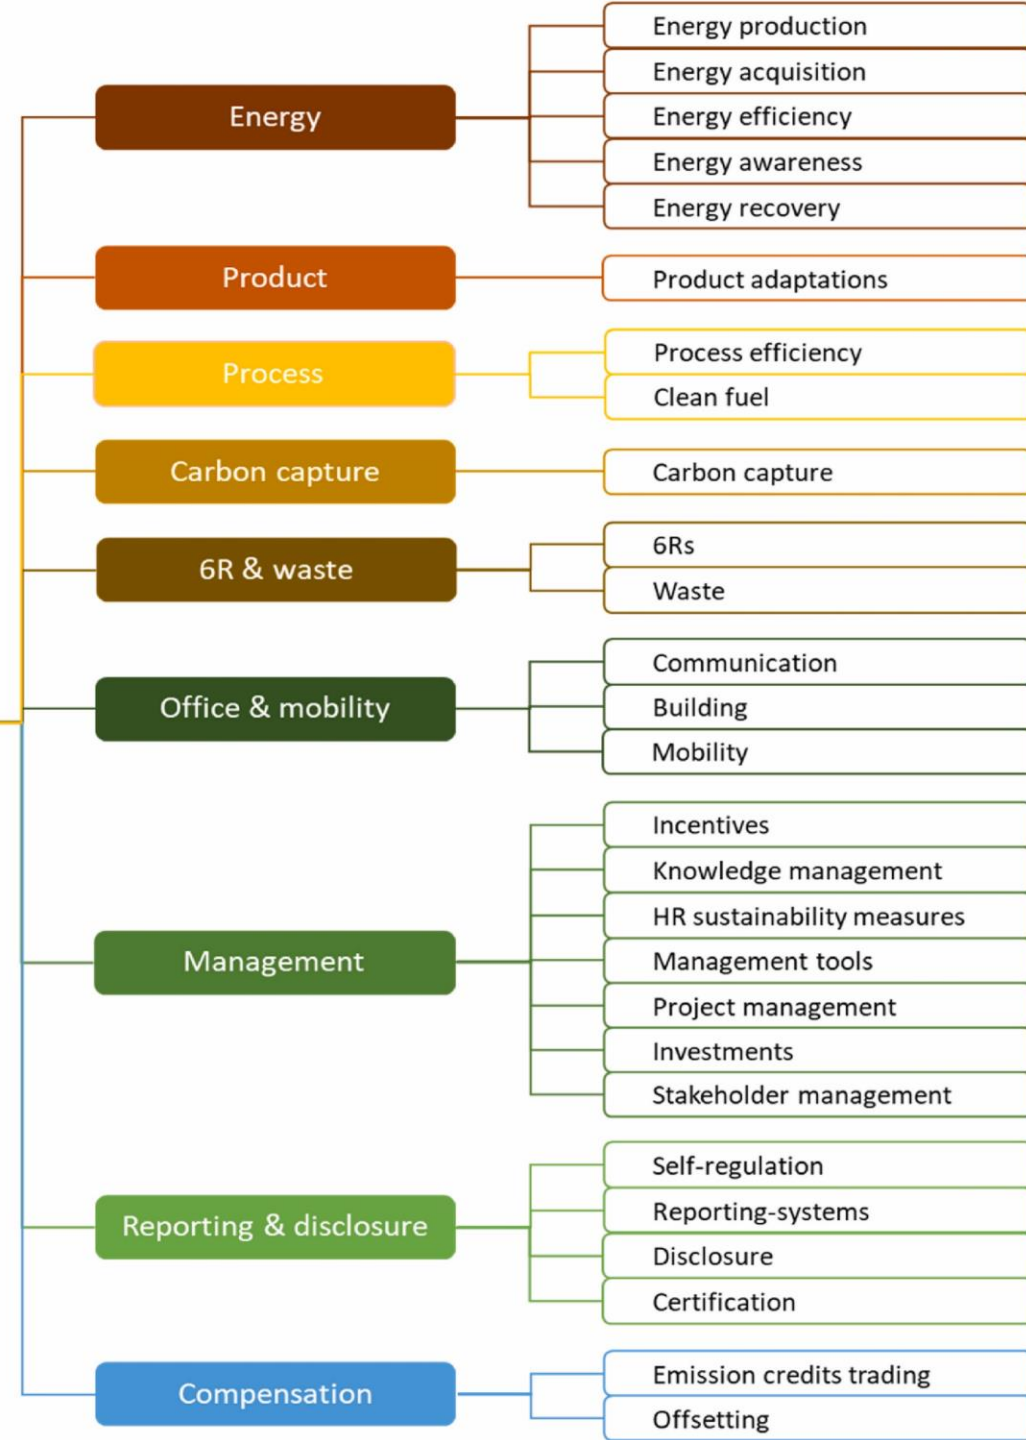 Energy
Energy production
Energy acquisition
Energy efficiency
Energy awareness
Energy recovery
Product
Product adaptations
Process
Process efficiency
Clean fuel
Carbon capture
Carbon capture
6R & waste
6Rs
Waste
Office & mobility
Communication
Building
Mobility
Management
Incentives
Knowledge management
HR sustainability measures
Management tools
Project management
Investments
Stakeholder management
Reporting & disclosure
Self-regulation
Reporting-systems
Disclosure
Certification
Compensation
Emission credits trading
Offsetting